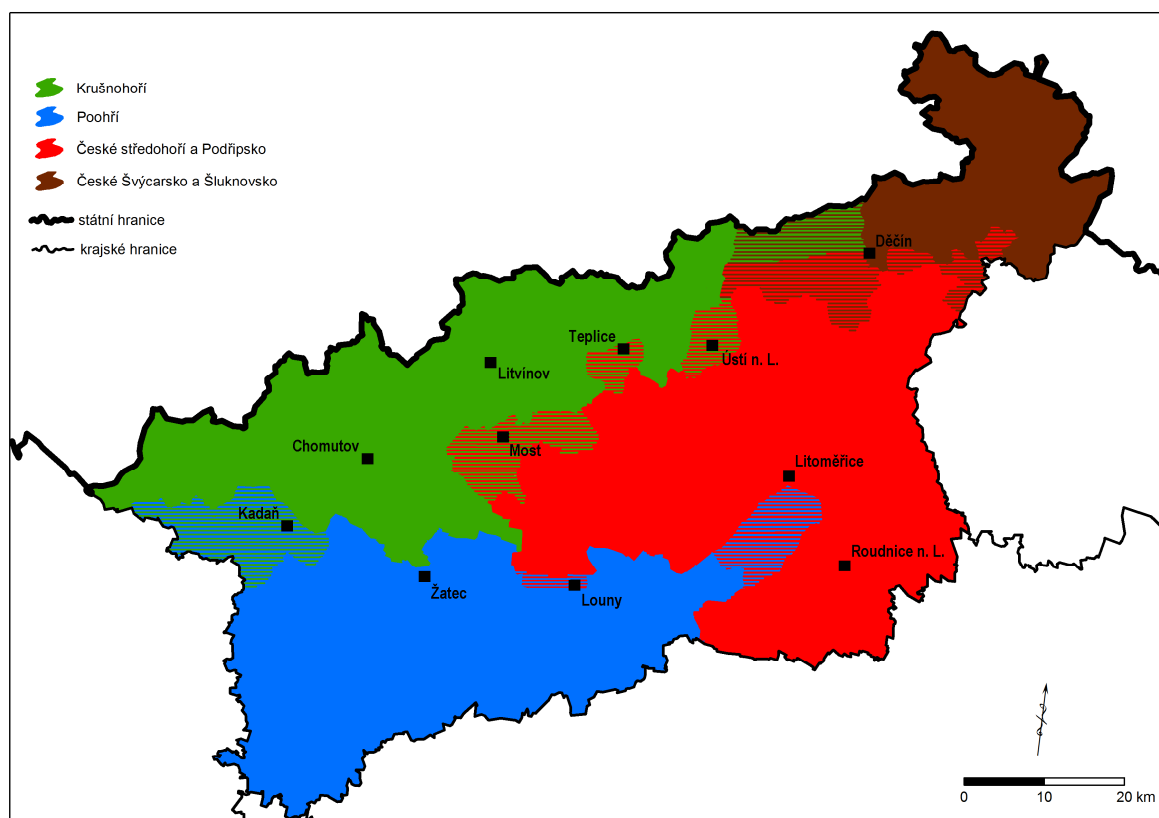 Krušnohoří
Poohří
České středohoří a Podřipsko
České Švýcarsko a Šluknovsko
státní hranice
krajské hranice
Děčín
Teplice
Ústí n. L.
Litvínov
Chomutov
Most
Litoměřice
Kadaň
Roudnice n. L.
Žatec
Louny
0 10 20 km